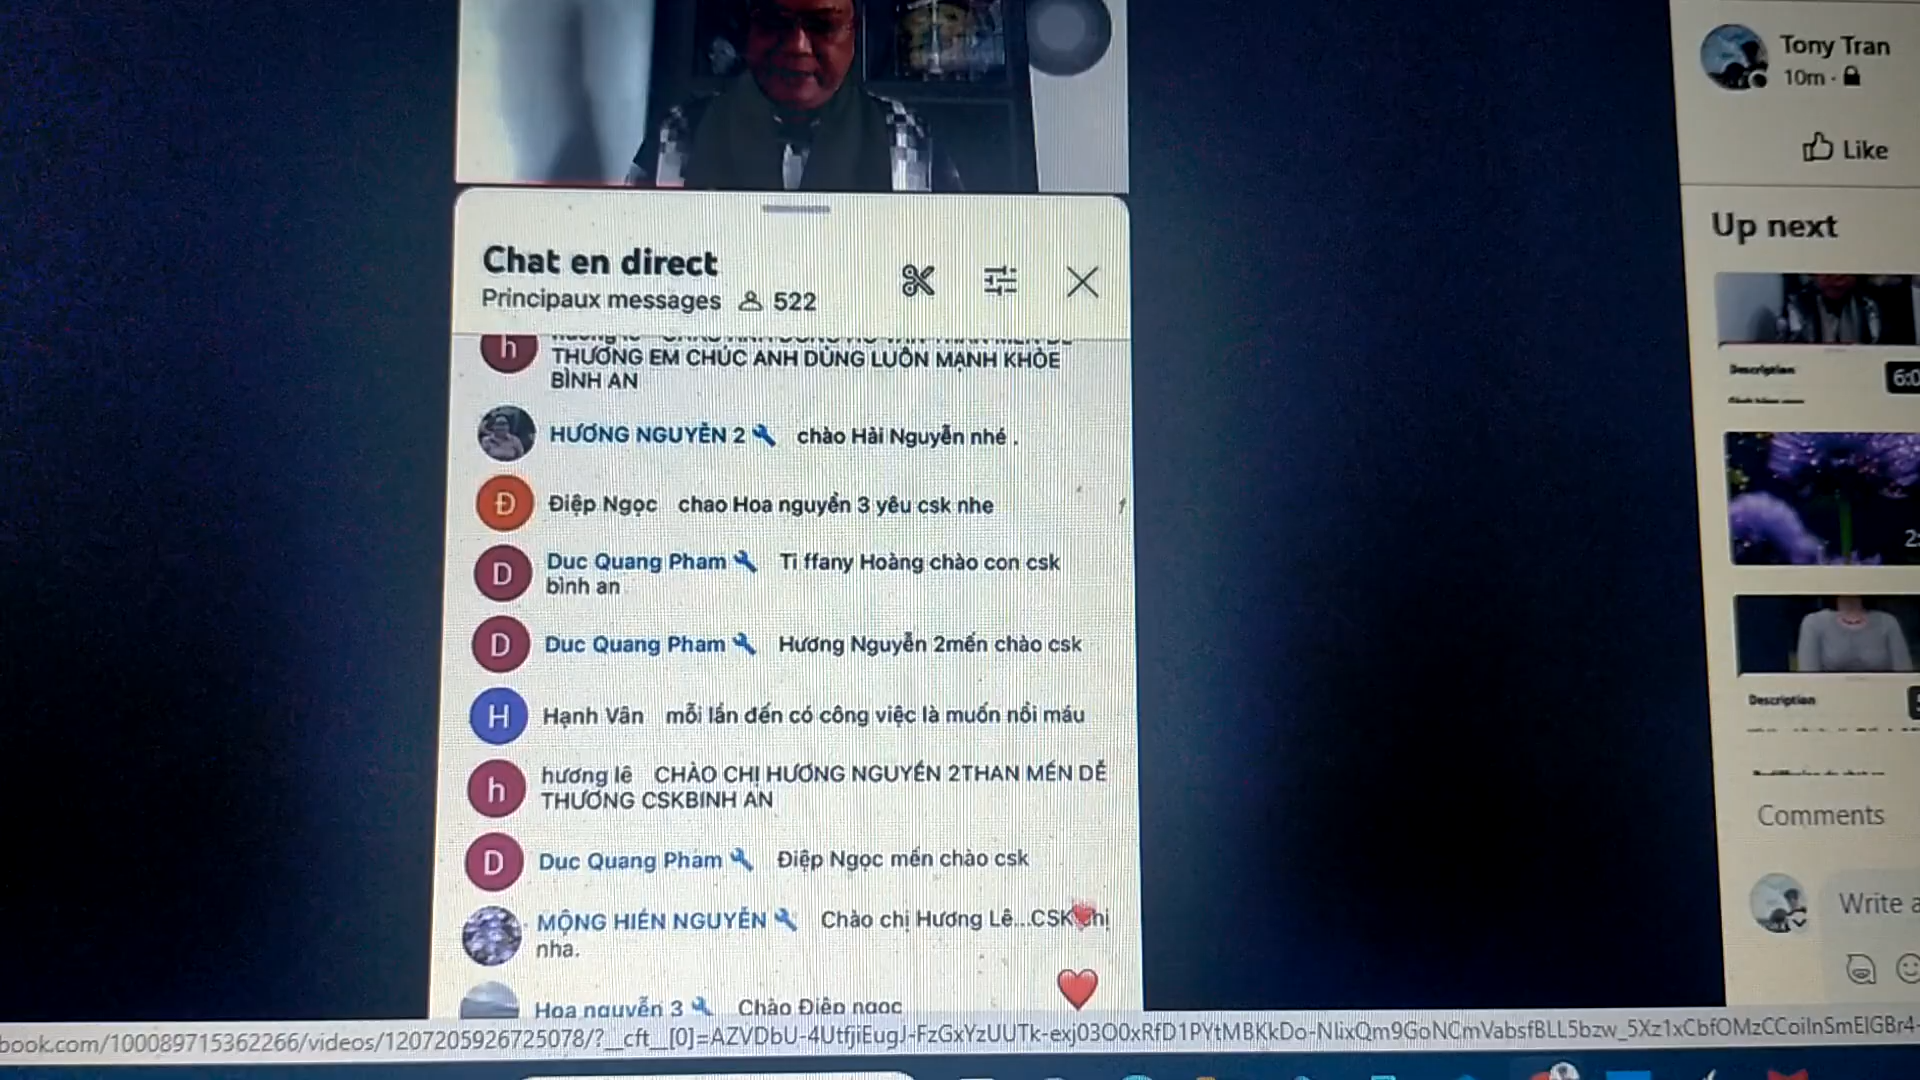 Tony Tran
10m
Like
Up next
Chat en direct
Principaux messages 522
THƯƠNG EM CHÚC ANH DŨNG LUÔN MẠNH KHỎE
BÌNH AN
HƯƠNG NGUYỄN 2 chào Hải Nguyễn nhé .
Điệp Ngọc chao Hoa nguyễn 3 yêu csk nhe
Duc Quang Pham Ti ffany Hoàng chào con csk
bình an
Duc Quang Pham Hương Nguyễn 2mến chào csk
Hạnh Vân mỗi lần đến có công việc là muốn nổi máu
hương lê CHÀO CHỊ HƯƠNG NGUYỄN 2THAN MẾN DỄ
THƯƠNG CSKBINH AN
Duc Quang Pham Điệp Ngọc mến chào csk
MỘNG HIỀN NGUYỄN Chào chị Hương Lê...CSK
nha.
Hoa nguyễn 3 Chào Điệp ngọc
Description
6:0
2:
Description
Comments
Write a
book.com/100089715362266/videos/1207205926725078/?__cft__[0]=AZVDbU-4UtfjiEugJ-FzGxYzUUTk-exj03O0xRfD1PYtMBKkDo-NlixQm9GoNCmVabsfBLL5bzw_5Xz1xCbfOMzCCoiInSmEIGBr4-